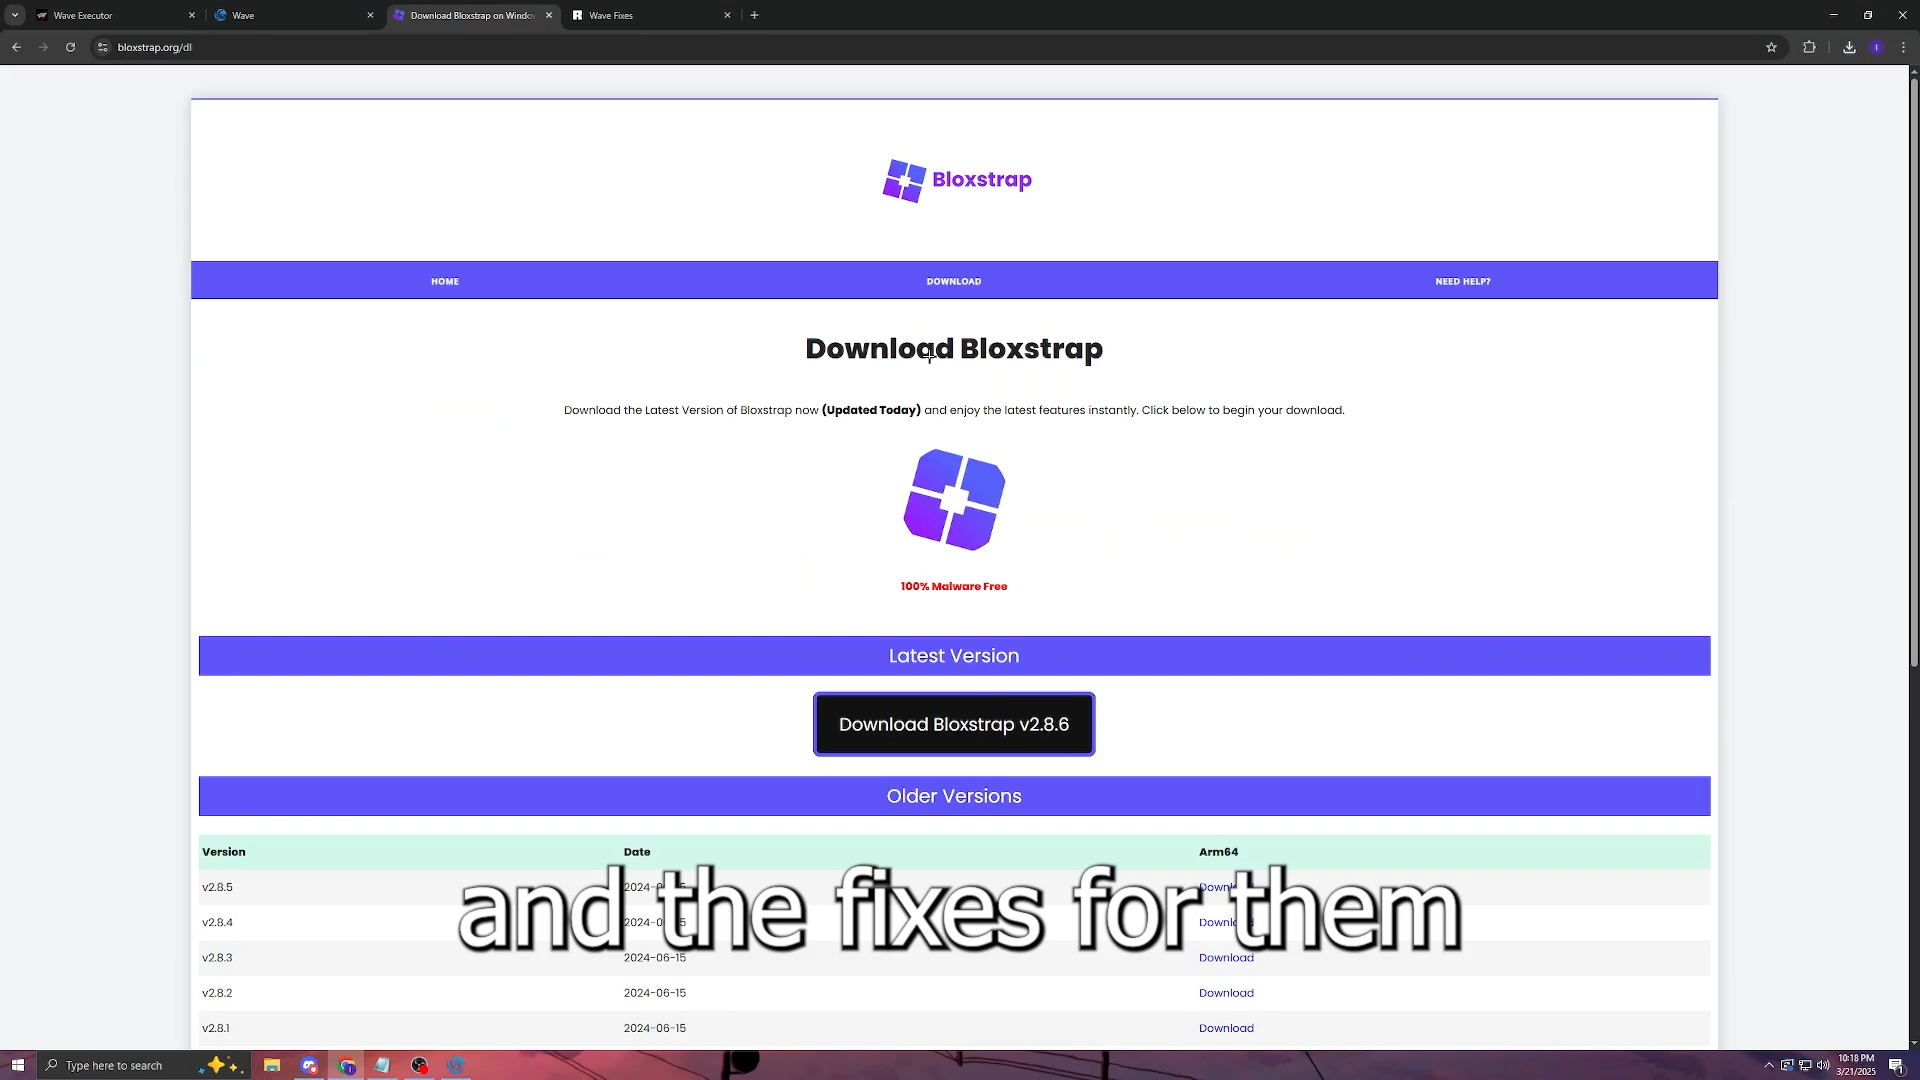 Wave Executor
Wave
Download Bloxstrap on Windov
Wave Fixes
bloxstrap.org/dl
Bloxstrap
HOME
DOWNLOAD
NEED HELP?
Download Bloxstrap
Download the Latest Version of Bloxstrap now (Updated Today) and enjoy the latest features instantly. Click below to begin your download.
100% Malware Free
Latest Version
Download Bloxstrap v2.8.6
Older Versions
Version Date Arm64
v2.8.5
v2.8.4
and the fixes for them
v2.8.3 2024-06-15 Download
v2.8.2 2024-06-15 Download
v2.8.1 2024-06-15 Download
Type here to search
10:18 PM
3/21/2025